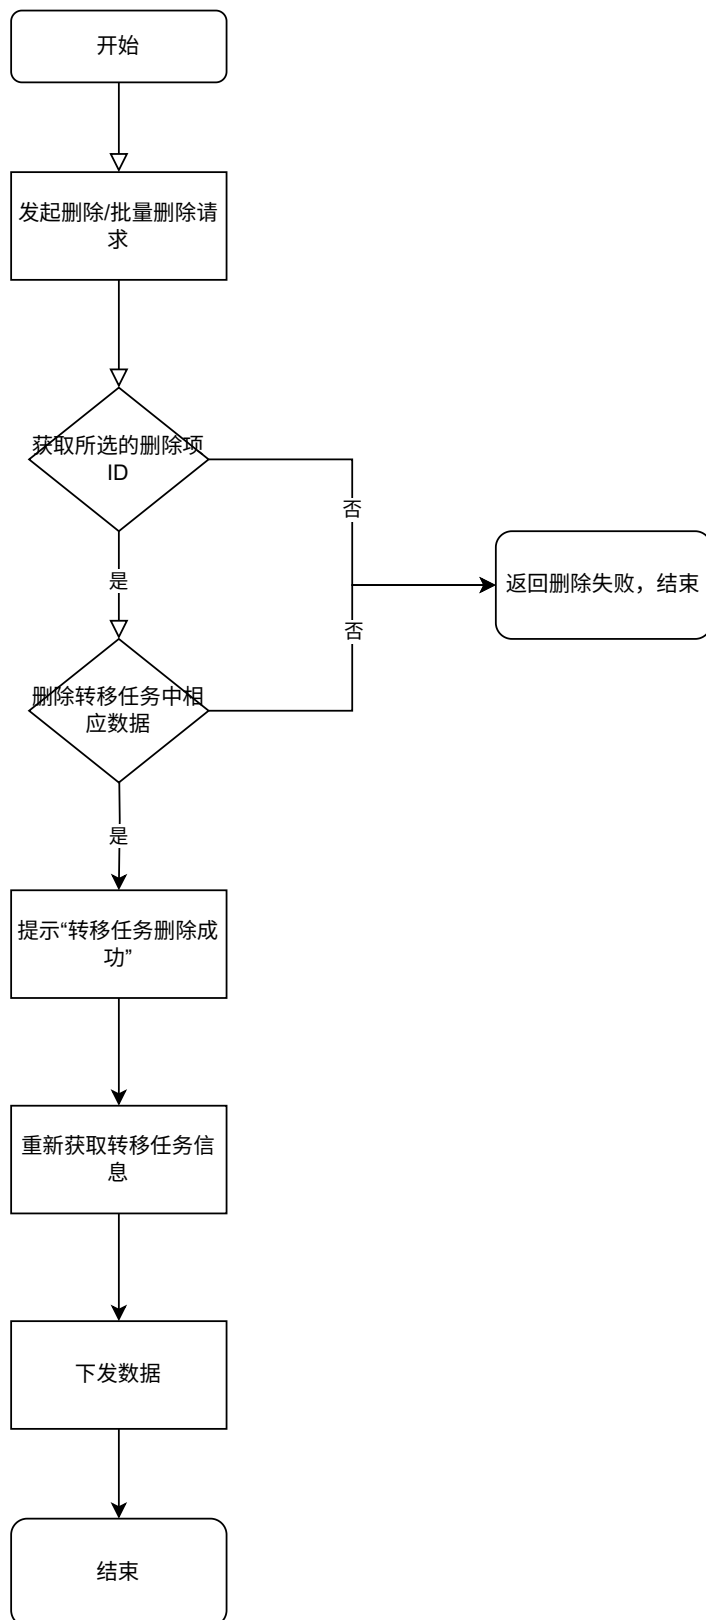 开始
发起删除/批量删除请
求
获取所选的删除项
ID
否
是
返回删除失败，结束
否
删除转移任务中相
应数据
是
提示“转移任务删除成
功”
重新获取转移任务信
息
下发数据
结束